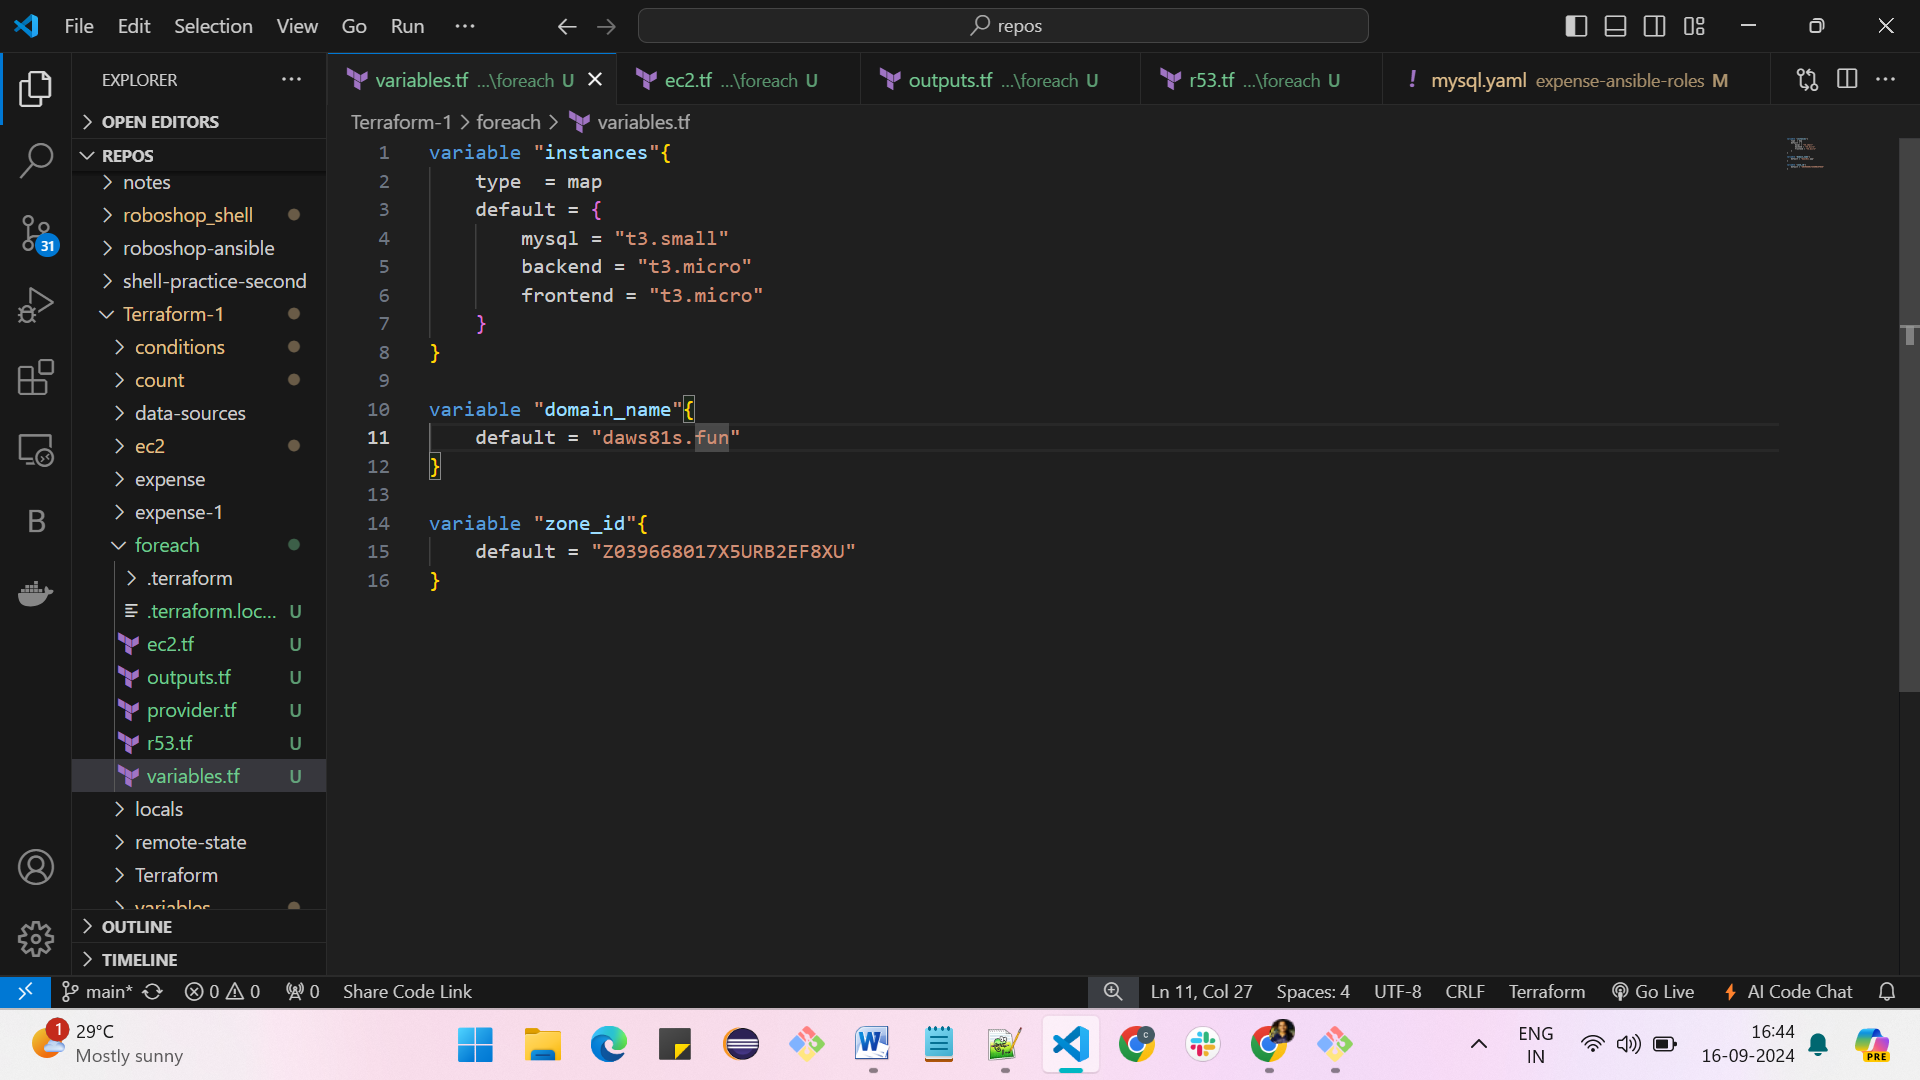 File Edit Selection View Go Run ··· repos
EXPLORER ···
OPEN EDITORS
REPOS
notes
roboshop_shell
roboshop-ansible
shell-practice-second
Terraform-1
conditions
count
data-sources
ec2
expense
expense-1
foreach
.terraform
.terraform.loc... U
ec2.tf U
outputs.tf U
provider.tf U
r53.tf U
variables.tf U
locals
remote-state
Terraform
variables
OUTLINE
TIMELINE
31
B
variables.tf ...\foreach U ec2.tf ...\foreach U outputs.tf ...\foreach U r53.tf ...\foreach U ! mysql.yaml expense-ansible-roles M ···
Terraform-1 > foreach > variables.tf
1 variable "instances"{
2 type  = map
3 default = {
4 mysql = "t3.small"
5 backend = "t3.micro"
6 frontend = "t3.micro"
7 }
8 }
9
10 variable "domain_name"{
11 default = "daws81s.fun"
12 }
13
14 variable "zone_id"{
15 default = "Z039668017X5URB2EF8XU"
16 }
main* 0 0 0 Share Code Link Ln 11, Col 27 Spaces: 4 UTF-8 CRLF Terraform Go Live AI Code Chat
1 29°C
Mostly sunny
W
C
ENG
IN
16:44
16-09-2024
PRE